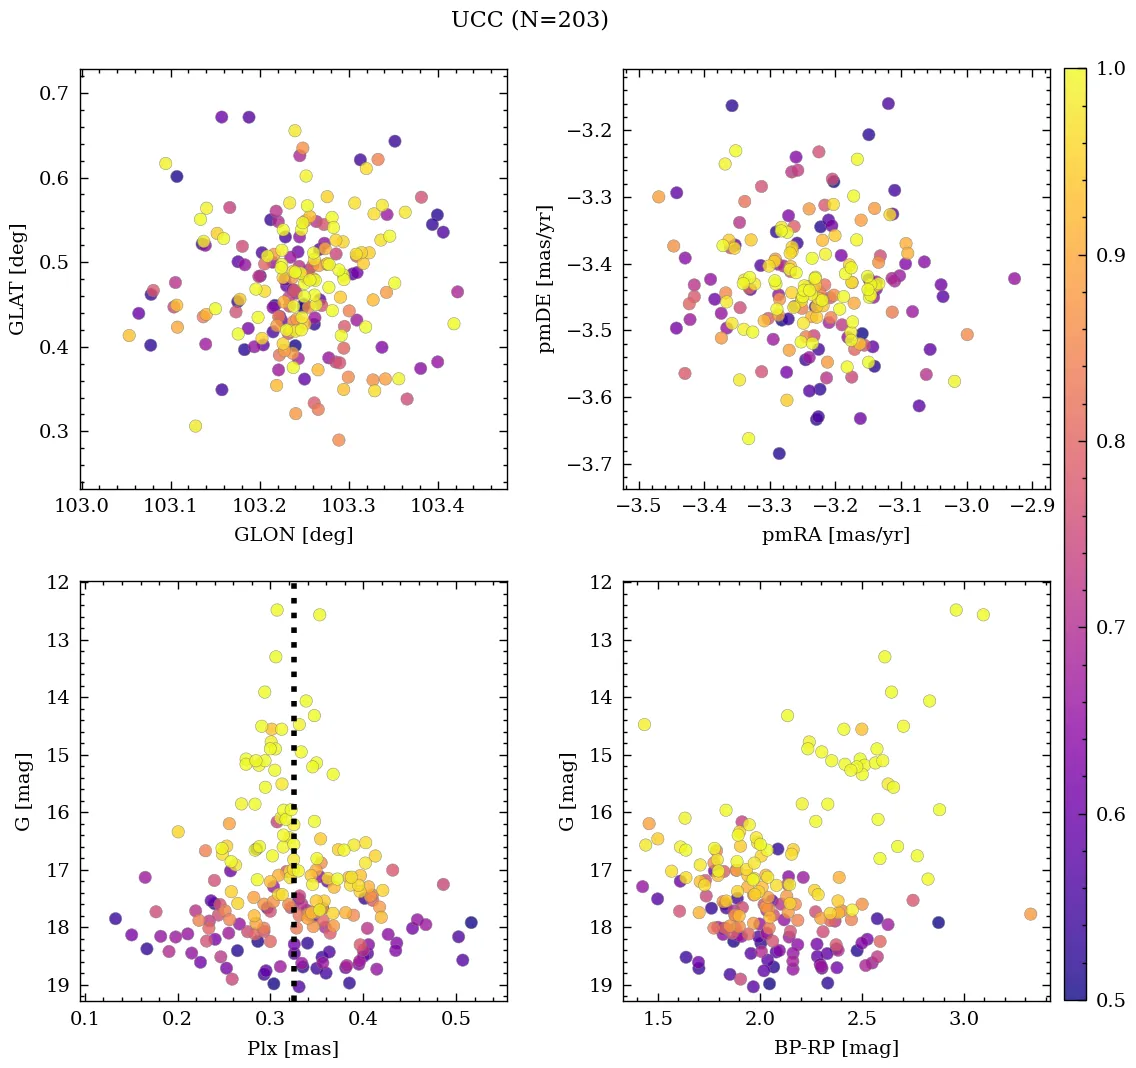 UCC (N=203)
0.7
0.6
0.5
0.4
0.3
GLAT [deg]
103.0 103.1 103.2 103.3 103.4
GLON [deg]
−3.2
−3.3
−3.4
−3.5
−3.6
−3.7
pmDE [mas/yr]
−3.5 −3.4 −3.3 −3.2 −3.1 −3.0 −2.9
pmRA [mas/yr]
12
13
14
15
16
17
18
19
G [mag]
0.1 0.2 0.3 0.4 0.5
Plx [mas]
12
13
14
15
16
17
18
19
G [mag]
1.5 2.0 2.5 3.0
BP-RP [mag]
1.0
0.9
0.8
0.7
0.6
0.5